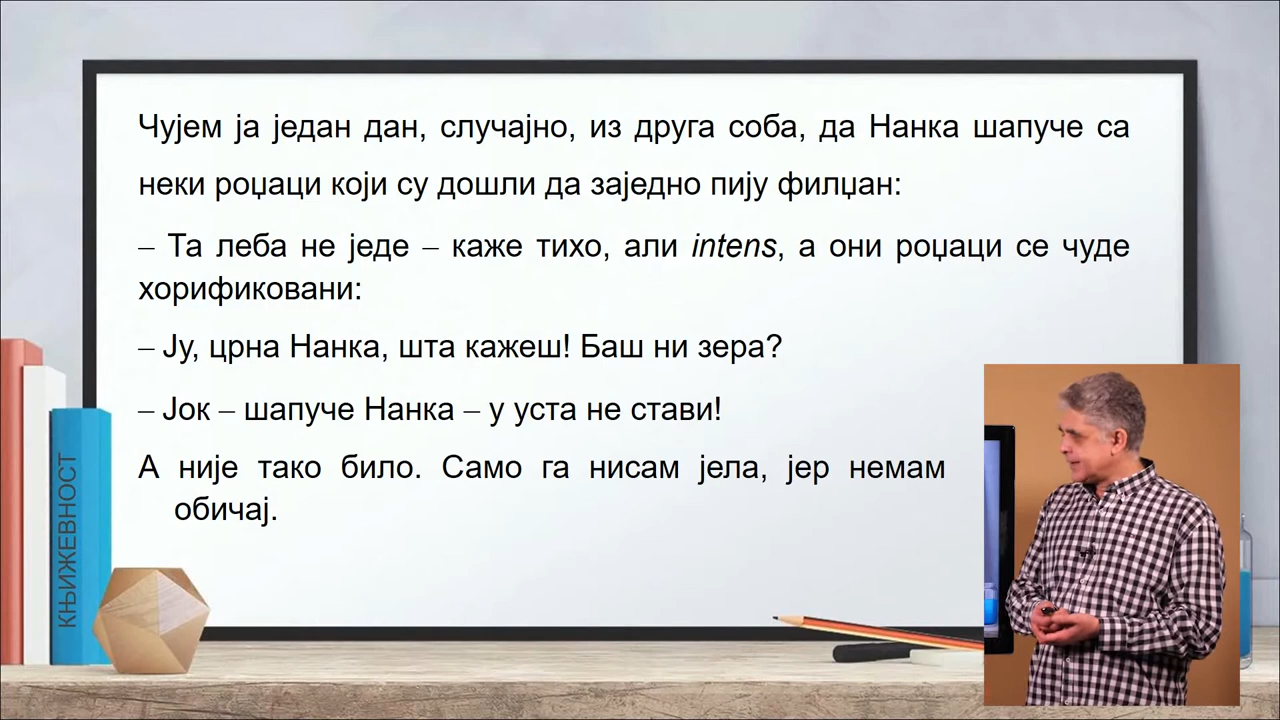 Чујем ја један дан, случајно, из друга соба, да Нанка шапуче са
неки роџаци који су дошли да заједно пију филџан:
– Та леба не једе – каже тихо, али intens, а они роџаци се чуде
хорификовани:
– Ју, црна Нанка, шта кажеш! Баш ни зера?
– Јок – шапуче Нанка – у уста не стави!
А није тако било. Само га нисам јела, јер немам
обичај.
КЊИЖЕВНОСТ